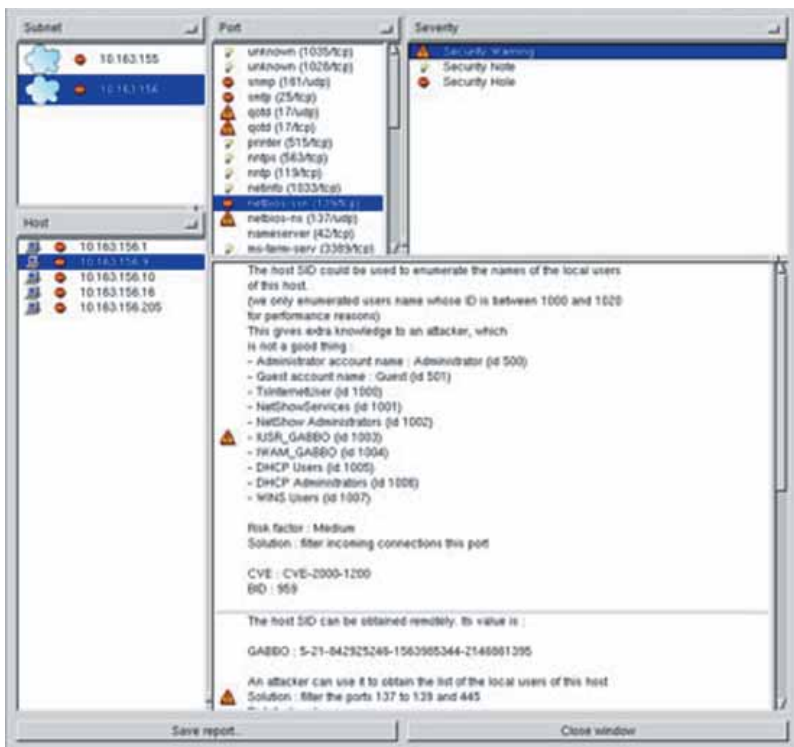 Subnet
10.163.155
10.163.156
Host
10.163.156.1
10.163.156.9
10.163.156.10
10.163.156.16
10.163.156.205
Port
unknown (1035/tcp)
unknown (1026/tcp)
snmp (161/udp)
smtp (25/tcp)
qotd (17/udp)
qotd (17/tcp)
printer (515/tcp)
nntps (563/tcp)
nntp (119/tcp)
netinfo (1033/tcp)
netbios-ssn (139/tcp)
netbios-ns (137/udp)
nameserver (42/tcp)
ms-term-serv (3389/tcp)
Severity
Security Warning
Security Note
Security Hole
The host SID could be used to enumerate the names of the local users
of this host.
(we only enumerated users name whose ID is between 1000 and 1020
for performance reasons)
This gives extra knowledge to an attacker, which
is not a good thing :
- Administrator account name : Administrator (id 500)
- Guest account name : Guest (id 501)
- TsInternetUser (id 1000)
- NetShowServices (id 1001)
- NetShow Administrators (id 1002)
- IUSR_GABBO (id 1003)
- IWAM_GABBO (id 1004)
- DHCP Users (id 1005)
- DHCP Administrators (id 1006)
- WINS Users (id 1007)
Risk factor : Medium
Solution : filter incoming connections this port
CVE : CVE-2000-1200
BID : 959
The host SID can be obtained remotely. Its value is :
GABBO : 5-21-842925246-1563985344-2146861395
An attacker can use it to obtain the list of the local users of this host
Solution : filter the ports 137 to 139 and 445
Save report...
Close window